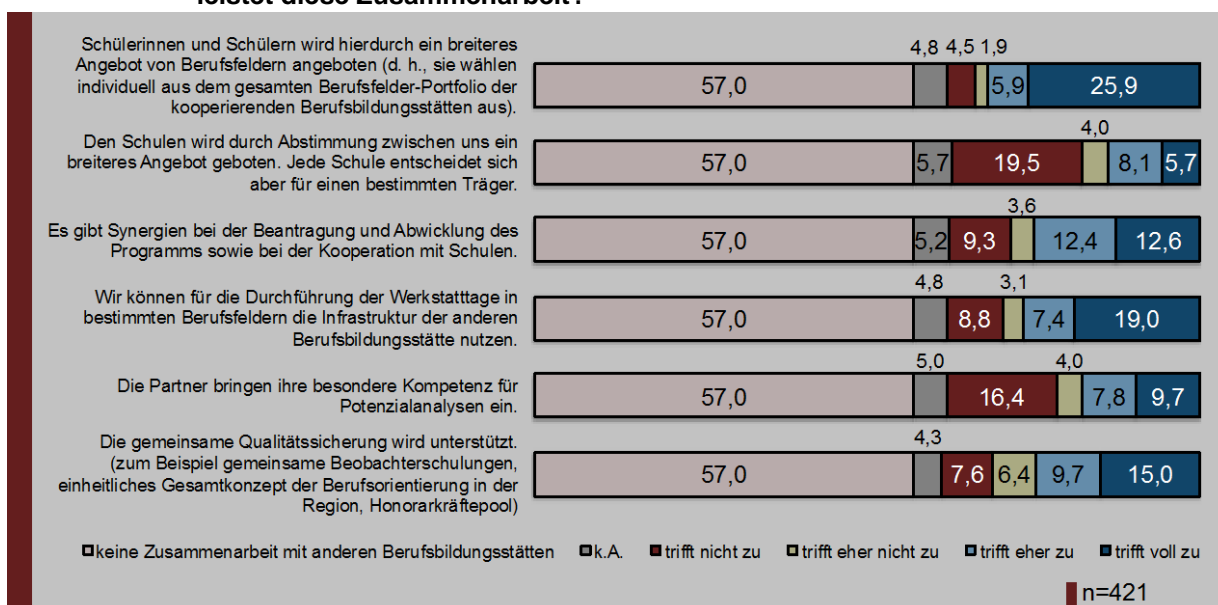 leistet diese Zusammenarbeit?
Schülerinnen und Schülern wird hierdurch ein breiteres
Angebot von Berufsfeldern angeboten (d. h., sie wählen
individuell aus dem gesamten Berufsfelder-Portfolio der
kooperierenden Berufsbildungsstätten aus).
57,0 4,8 4,5 1,9 5,9 25,9
Den Schulen wird durch Abstimmung zwischen uns ein
breiteres Angebot geboten. Jede Schule entscheidet sich
aber für einen bestimmten Träger.
57,0 5,7 19,5 4,0 8,1 5,7
Es gibt Synergien bei der Beantragung und Abwicklung des
Programms sowie bei der Kooperation mit Schulen.
57,0 5,2 9,3 3,6 12,4 12,6
Wir können für die Durchführung der Werkstatttage in
bestimmten Berufsfeldern die Infrastruktur der anderen
Berufsbildungsstätte nutzen.
57,0 4,8 8,8 3,1 7,4 19,0
Die Partner bringen ihre besondere Kompetenz für
Potenzialanalysen ein.
57,0 5,0 16,4 4,0 7,8 9,7
Die gemeinsame Qualitätssicherung wird unterstützt.
(zum Beispiel gemeinsame Beobachterschulungen,
einheitliches Gesamtkonzept der Berufsorientierung in der
Region, Honorarkräftepool)
57,0 4,3 7,6 6,4 9,7 15,0
keine Zusammenarbeit mit anderen Berufsbildungsstätten k.A. trifft nicht zu trifft eher nicht zu trifft eher zu trifft voll zu
n=421